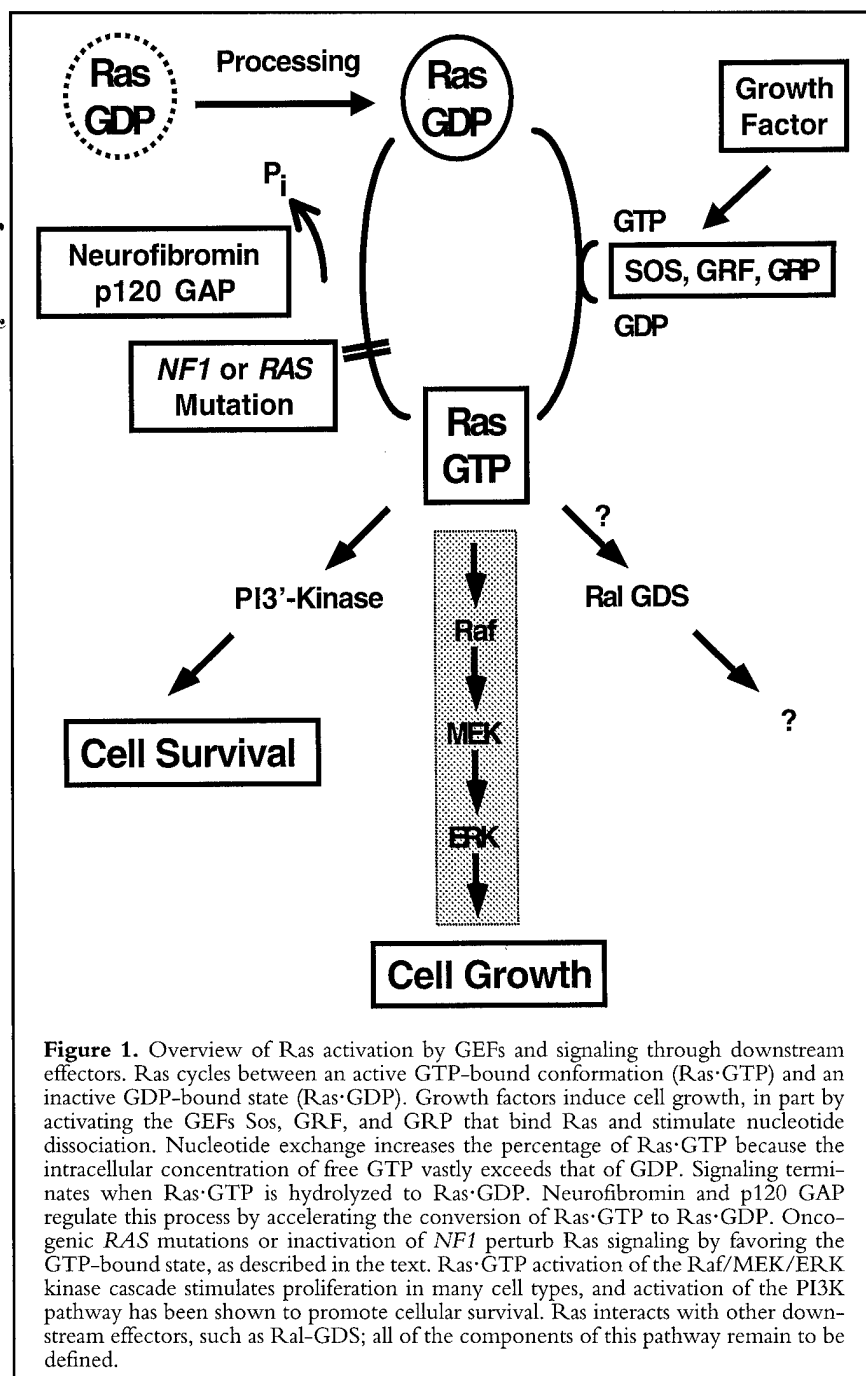 Ras
GDP
Processing
Ras
GDP
Growth
Factor
Pi
Neurofibromin
p120 GAP
GTP
SOS, GRF, GRP
GDP
NF1 or RAS
Mutation
Ras
GTP
?
PI3'-Kinase
Raf
Ral GDS
MEK
?
Cell Survival
ERK
Cell Growth
Figure 1. Overview of Ras activation by GEFs and signaling through downstream
effectors. Ras cycles between an active GTP-bound conformation (Ras·GTP) and an
inactive GDP-bound state (Ras·GDP). Growth factors induce cell growth, in part by
activating the GEFs Sos, GRF, and GRP that bind Ras and stimulate nucleotide
dissociation. Nucleotide exchange increases the percentage of Ras·GTP because the
intracellular concentration of free GTP vastly exceeds that of GDP. Signaling termi-
nates when Ras·GTP is hydrolyzed to Ras·GDP. Neurofibromin and p120 GAP
regulate this process by accelerating the conversion of Ras·GTP to Ras·GDP. Onco-
genic RAS mutations or inactivation of NF1 perturb Ras signaling by favoring the
GTP-bound state, as described in the text. Ras·GTP activation of the Raf/MEK/ERK
kinase cascade stimulates proliferation in many cell types, and activation of the PI3K
pathway has been shown to promote cellular survival. Ras interacts with other down-
stream effectors, such as Ral-GDS; all of the components of this pathway remain to be
defined.